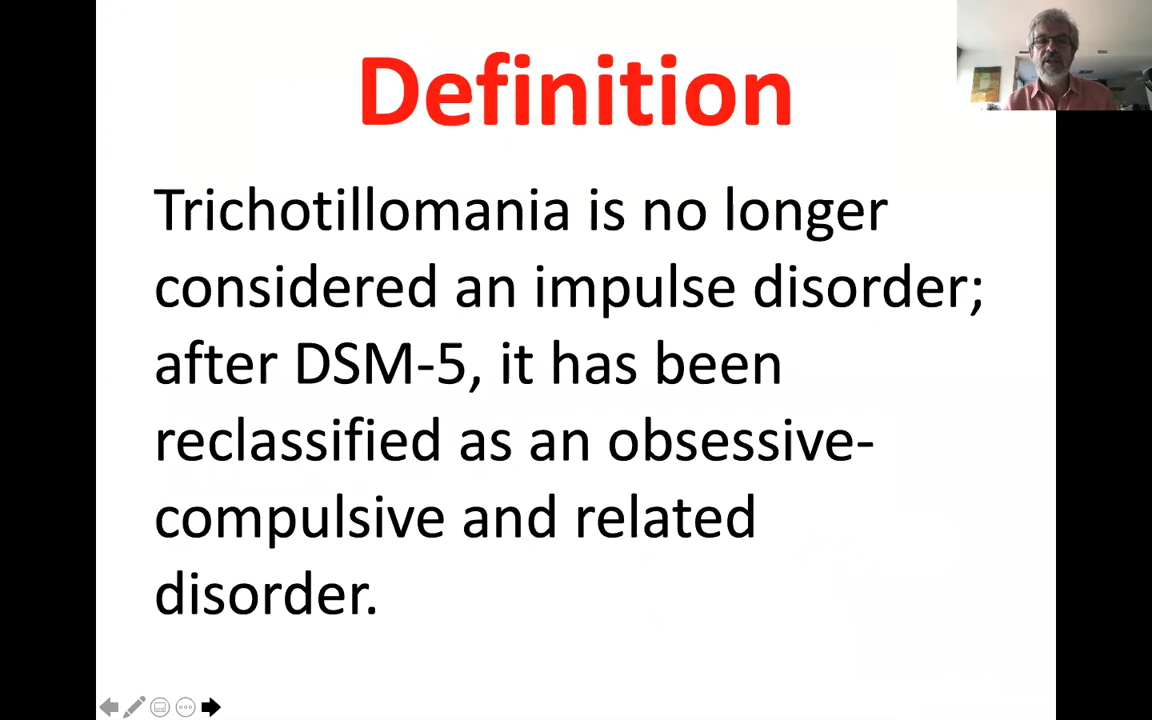 Definition
Trichotillomania is no longer
considered an impulse disorder;
after DSM-5, it has been
reclassified as an obsessive-
compulsive and related
disorder.